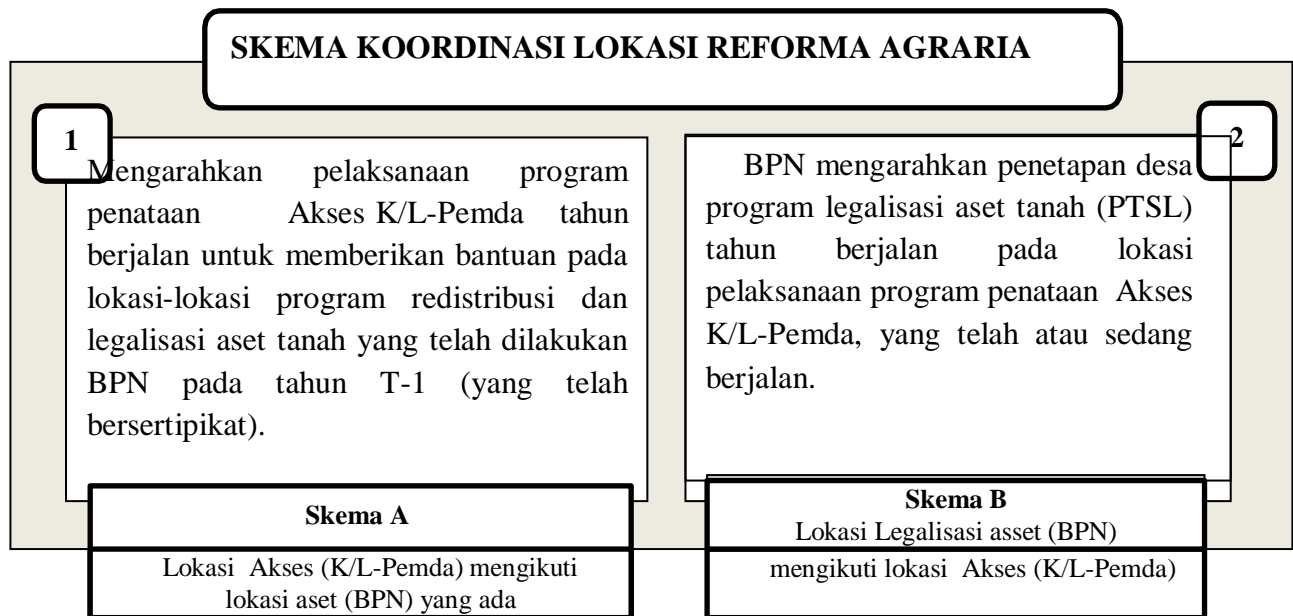 SKEMA KOORDINASI LOKASI REFORMA AGRARIA
1
Mengarahkan pelaksanaan program
penataan Akses K/L-Pemda tahun
berjalan untuk memberikan bantuan pada
lokasi-lokasi program redistribusi dan
legalisasi aset tanah yang telah dilakukan
BPN pada tahun T-1 (yang telah
bersertipikat).
Skema A
Lokasi Akses (K/L-Pemda) mengikuti
lokasi aset (BPN) yang ada
2
BPN mengarahkan penetapan desa
program legalisasi aset tanah (PTSL)
tahun berjalan pada lokasi
pelaksanaan program penataan Akses
K/L-Pemda, yang telah atau sedang
berjalan.
Skema B
Lokasi Legalisasi asset (BPN)
mengikuti lokasi Akses (K/L-Pemda)